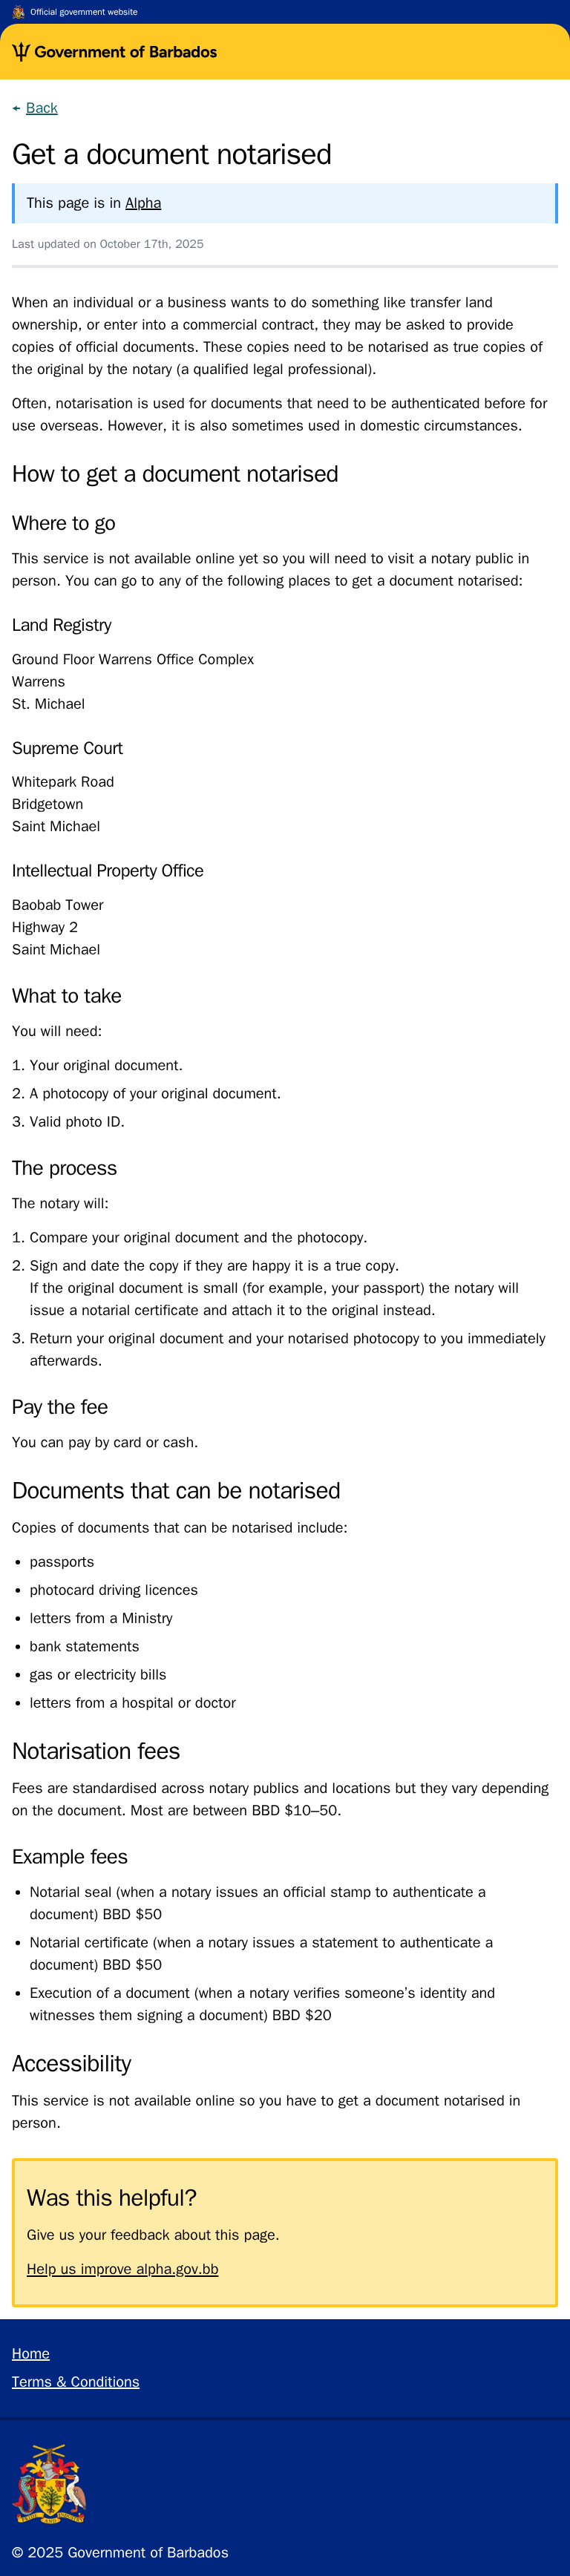 Official government website
Government of Barbados
← Back
Get a document notarised
This page is in Alpha
Last updated on October 17th, 2025
When an individual or a business wants to do something like transfer land
ownership, or enter into a commercial contract, they may be asked to provide
copies of official documents. These copies need to be notarised as true copies of
the original by the notary (a qualified legal professional).
Often, notarisation is used for documents that need to be authenticated before for
use overseas. However, it is also sometimes used in domestic circumstances.
How to get a document notarised
Where to go
This service is not available online yet so you will need to visit a notary public in
person. You can go to any of the following places to get a document notarised:
Land Registry
Ground Floor Warrens Office Complex
Warrens
St. Michael
Supreme Court
Whitepark Road
Bridgetown
Saint Michael
Intellectual Property Office
Baobab Tower
Highway 2
Saint Michael
What to take
You will need:
1. Your original document.
2. A photocopy of your original document.
3. Valid photo ID.
The process
The notary will:
1. Compare your original document and the photocopy.
2. Sign and date the copy if they are happy it is a true copy.
If the original document is small (for example, your passport) the notary will
issue a notarial certificate and attach it to the original instead.
3. Return your original document and your notarised photocopy to you immediately
afterwards.
Pay the fee
You can pay by card or cash.
Documents that can be notarised
Copies of documents that can be notarised include:
• passports
• photocard driving licences
• letters from a Ministry
• bank statements
• gas or electricity bills
• letters from a hospital or doctor
Notarisation fees
Fees are standardised across notary publics and locations but they vary depending
on the document. Most are between BBD $10–50.
Example fees
• Notarial seal (when a notary issues an official stamp to authenticate a
document) BBD $50
• Notarial certificate (when a notary issues a statement to authenticate a
document) BBD $50
• Execution of a document (when a notary verifies someone's identity and
witnesses them signing a document) BBD $20
Accessibility
This service is not available online so you have to get a document notarised in
person.
Was this helpful?
Give us your feedback about this page.
Help us improve alpha.gov.bb
Home
Terms & Conditions
PRIDE AND INDUSTRY
© 2025 Government of Barbados